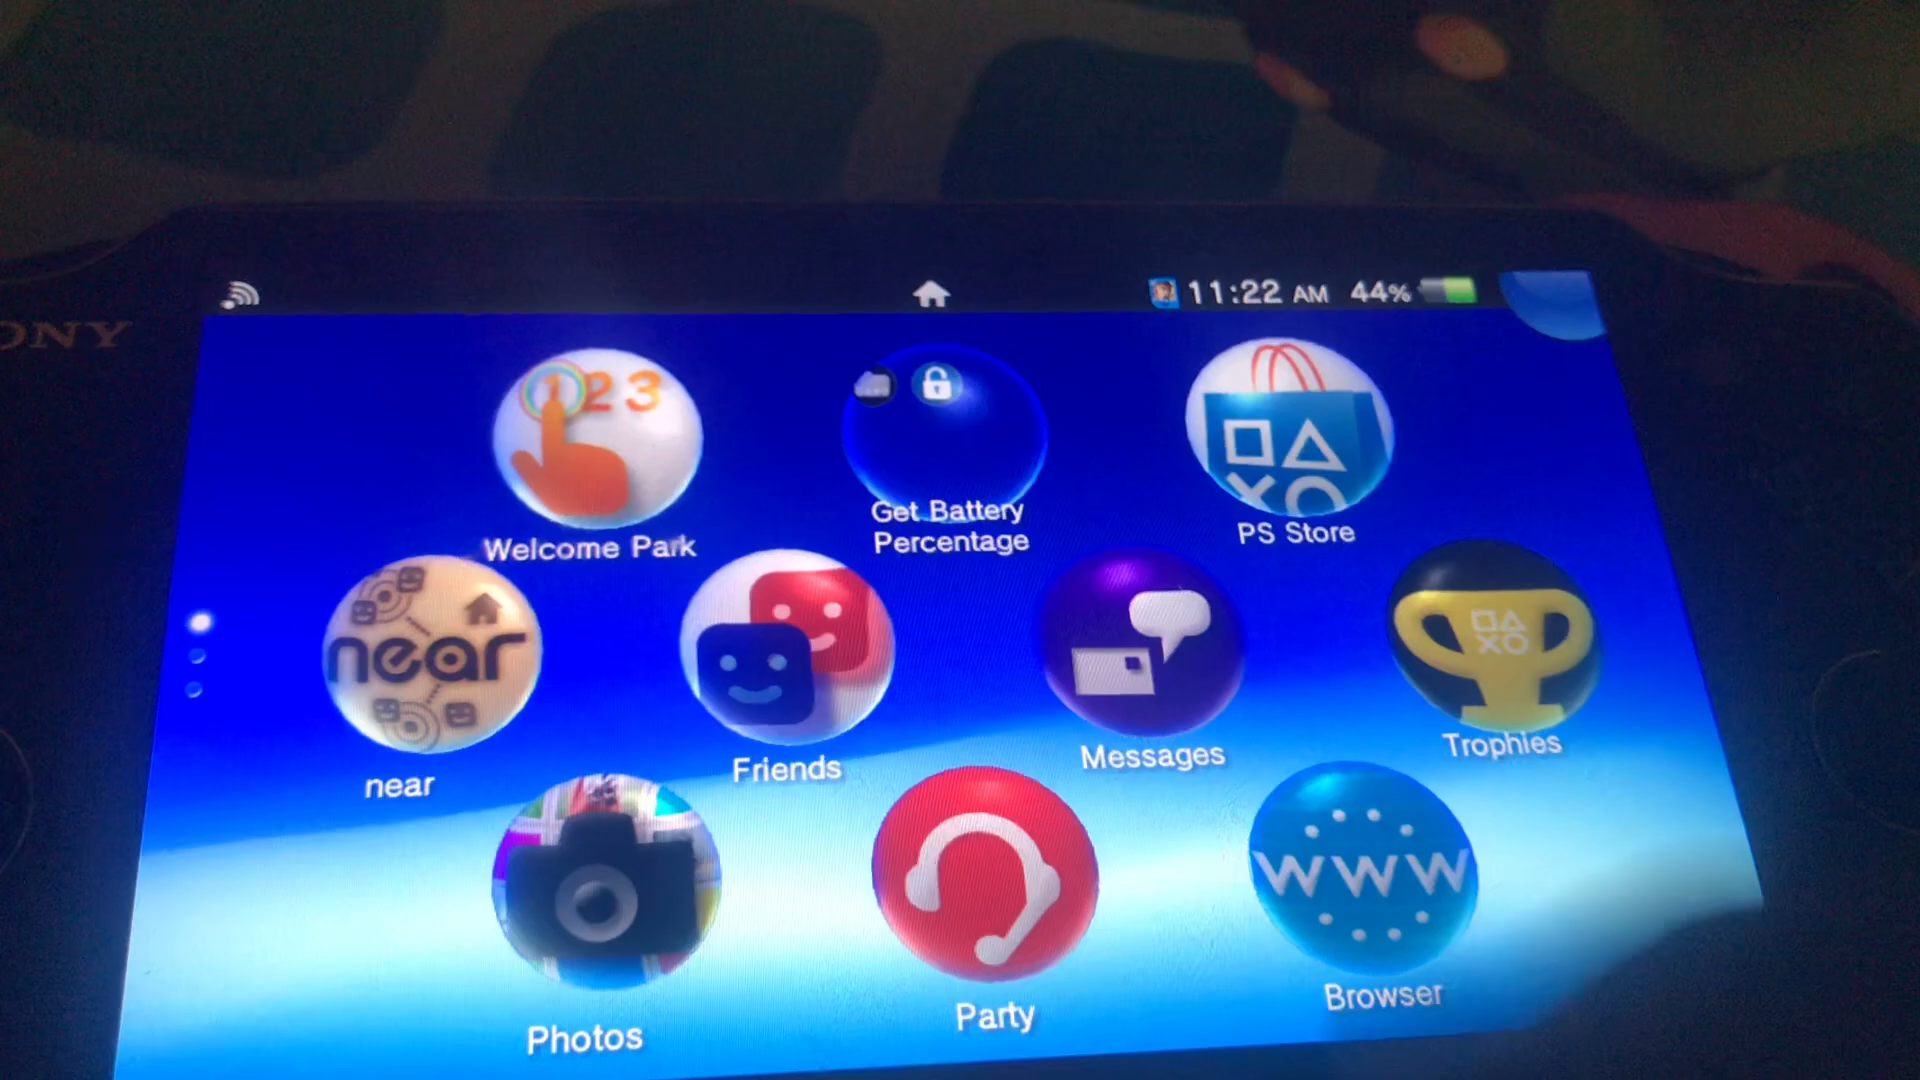 11:22 AM 44%
ONY
123
Get Battery
Percentage
PS Store
Welcome Park
near
near
Friends
Messages
Trophies
WWW
Photos
Party
Browser